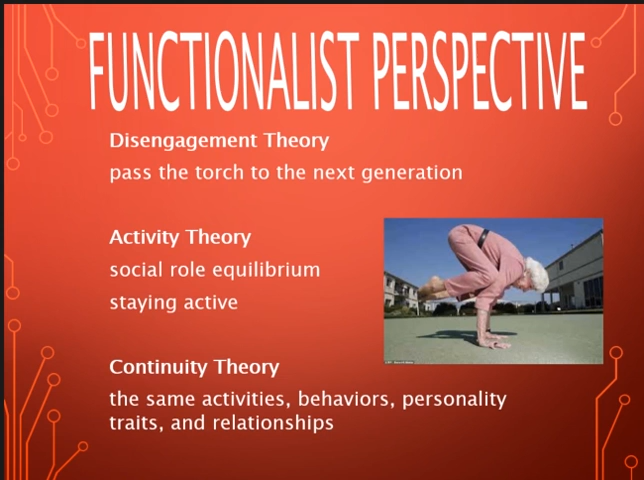 FUNCTIONALIST PERSPECTIVE
Disengagement Theory
pass the torch to the next generation
Activity Theory
social role equilibrium
staying active
Continuity Theory
the same activities, behaviors, personality
traits, and relationships